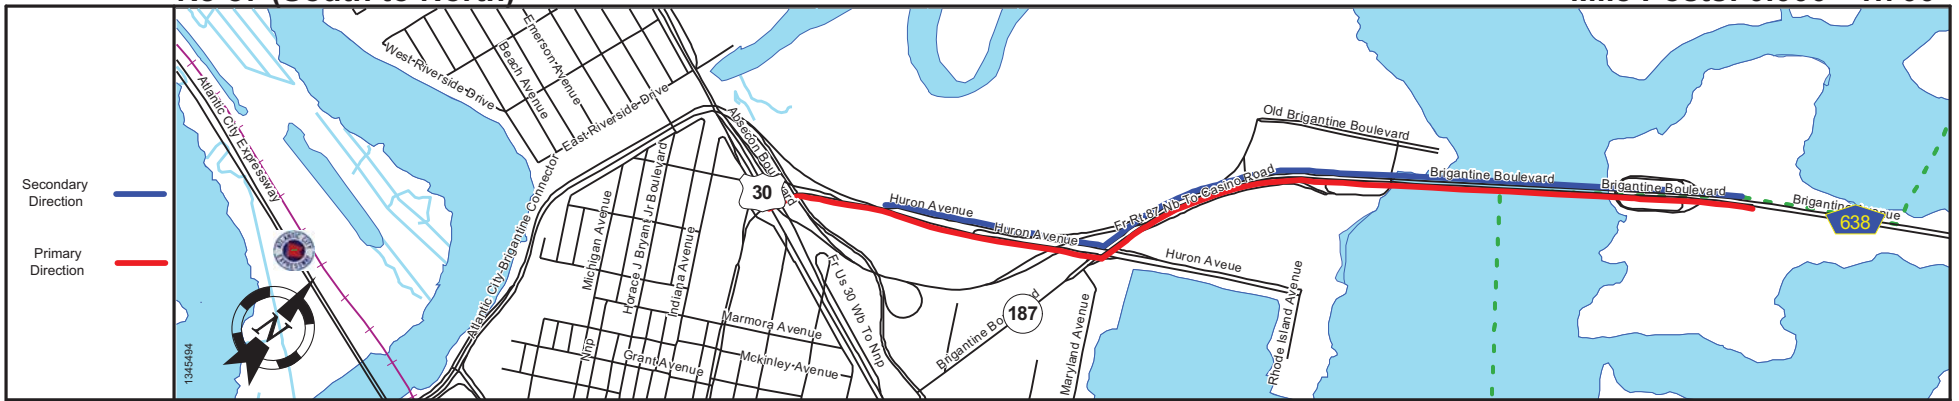 Secondary
Direction
Primary
Direction
Atlantic City Expressway
1345494
N
West Riverside Drive
Beach Avenue
Emerson Avenue
East Riverside Drive
Atlantic City-Brigantine Connector
Michigan Avenue
Horace J Bryant Jr Boulevard
Indiana Avenue
Absecon Boulevard
30
Nnp
Grant Avenue
Marmora Avenue
Mckinley Avenue
Fr Us 30 Wb To Nnp
Huron Avenue
Huron Avenue
Fr Rt 87 Nb To Casino Road
Huron Aveue
187
Maryland Avenue
Rhode Island Avenue
Old Brigantine Boulevard
Brigantine Boulevard
Brigantine Boulevard
638